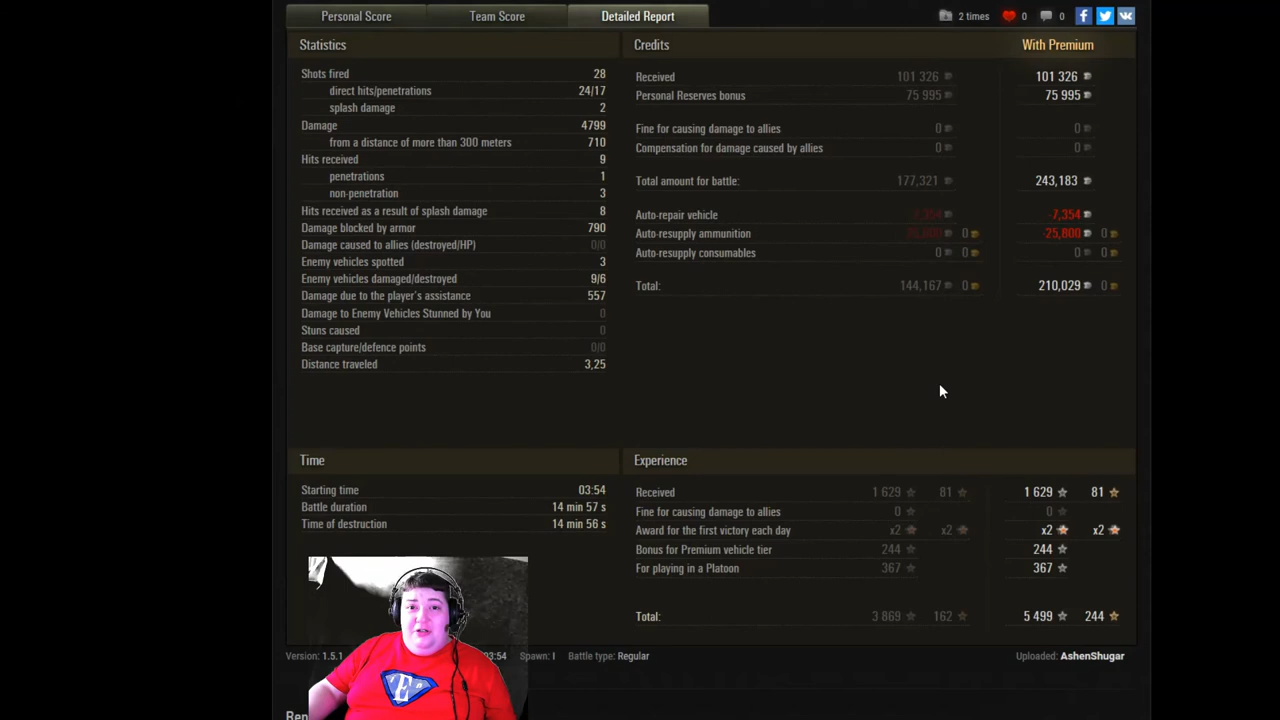 Personal Score Team Score Detailed Report 2 times 0 0
Statistics
Shots fired 28
direct hits/penetrations 24/17
splash damage 2
Damage 4799
from a distance of more than 300 meters 710
Hits received 9
penetrations 1
non-penetration 3
Hits received as a result of splash damage 8
Damage blocked by armor 790
Damage caused to allies (destroyed/HP) 0/0
Enemy vehicles spotted 3
Enemy vehicles damaged/destroyed 9/6
Damage due to the player's assistance 557
Damage to Enemy Vehicles Stunned by You 0
Stuns caused 0
Base capture/defence points 0/0
Distance traveled 3,25
Credits With Premium
Received 101 326 101 326
Personal Reserves bonus 75 995 75 995
Fine for causing damage to allies 0 0
Compensation for damage caused by allies 0 0
Total amount for battle: 177,321 243,183
Auto-repair vehicle -7,354 -7,354
Auto-resupply ammunition -25,800 0 -25,800 0
Auto-resupply consumables 0 0 0 0
Total: 144,167 0 210,029 0
Time
Starting time 03:54
Battle duration 14 min 57 s
Time of destruction 14 min 56 s
Experience
Received 1 629 81 1 629 81
Fine for causing damage to allies 0 0
Award for the first victory each day x2 x2 x2 x2
Bonus for Premium vehicle tier 244 244
For playing in a Platoon 367 367
Total: 3 869 162 5 499 244
Version: 1.5.1 03:54 Spawn: I Battle type: Regular Uploaded: AshenShugar